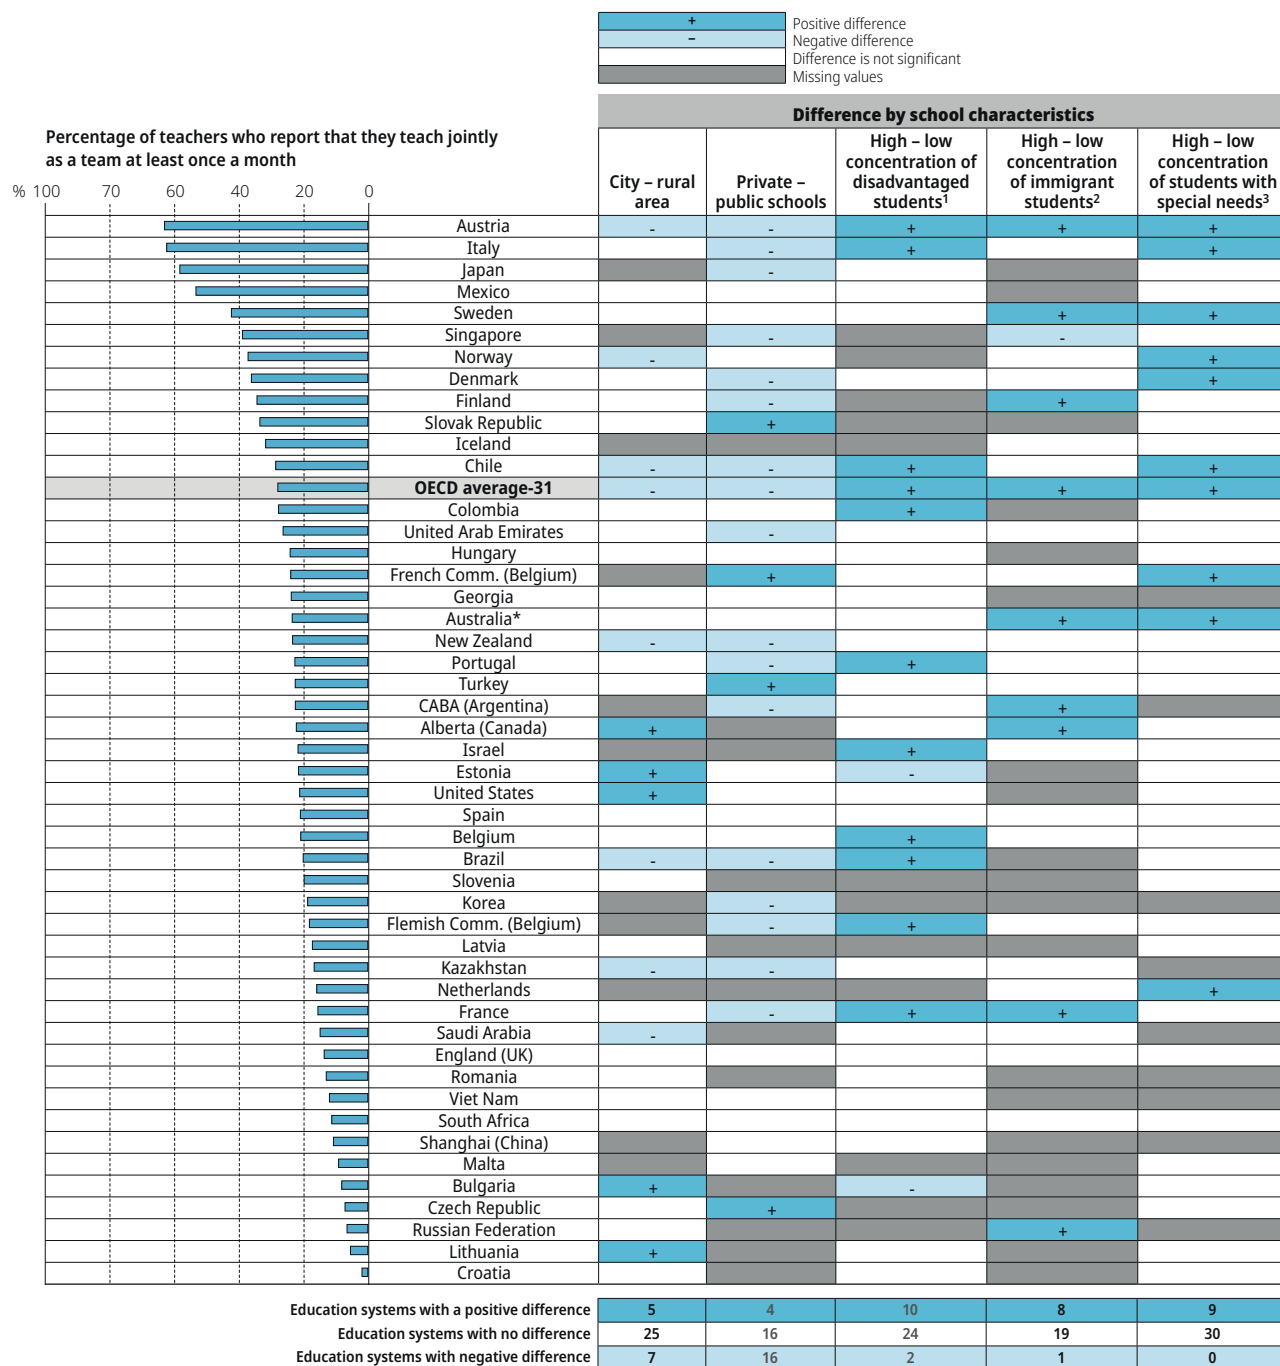 + Positive difference
– Negative difference
Difference is not significant
Missing values
Difference by school characteristics
Percentage of teachers who report that they teach jointly
as a team at least once a month
City – rural
area
Private –
public schools
High – low
concentration of
disadvantaged
students1
High – low
concentration
of immigrant
students2
High – low
concentration
of students with
special needs3
% 100 70 60 40 20 0
Austria - - + + +
Italy - + +
Japan -
Mexico
Sweden + +
Singapore - -
Norway - +
Denmark - +
Finland - +
Slovak Republic +
Iceland
Chile - - + +
OECD average-31 - - + + +
Colombia +
United Arab Emirates -
Hungary
French Comm. (Belgium) + +
Georgia
Australia* + +
New Zealand - -
Portugal - +
Turkey +
CABA (Argentina) - +
Alberta (Canada) + +
Israel +
Estonia + -
United States +
Spain
Belgium +
Brazil - - +
Slovenia
Korea -
Flemish Comm. (Belgium) - +
Latvia
Kazakhstan - -
Netherlands +
France - + +
Saudi Arabia -
England (UK)
Romania
Viet Nam
South Africa
Shanghai (China)
Malta
Bulgaria + -
Czech Republic +
Russian Federation +
Lithuania +
Croatia
Education systems with a positive difference 5 4 10 8 9
Education systems with no difference 25 16 24 19 30
Education systems with negative difference 7 16 2 1 0